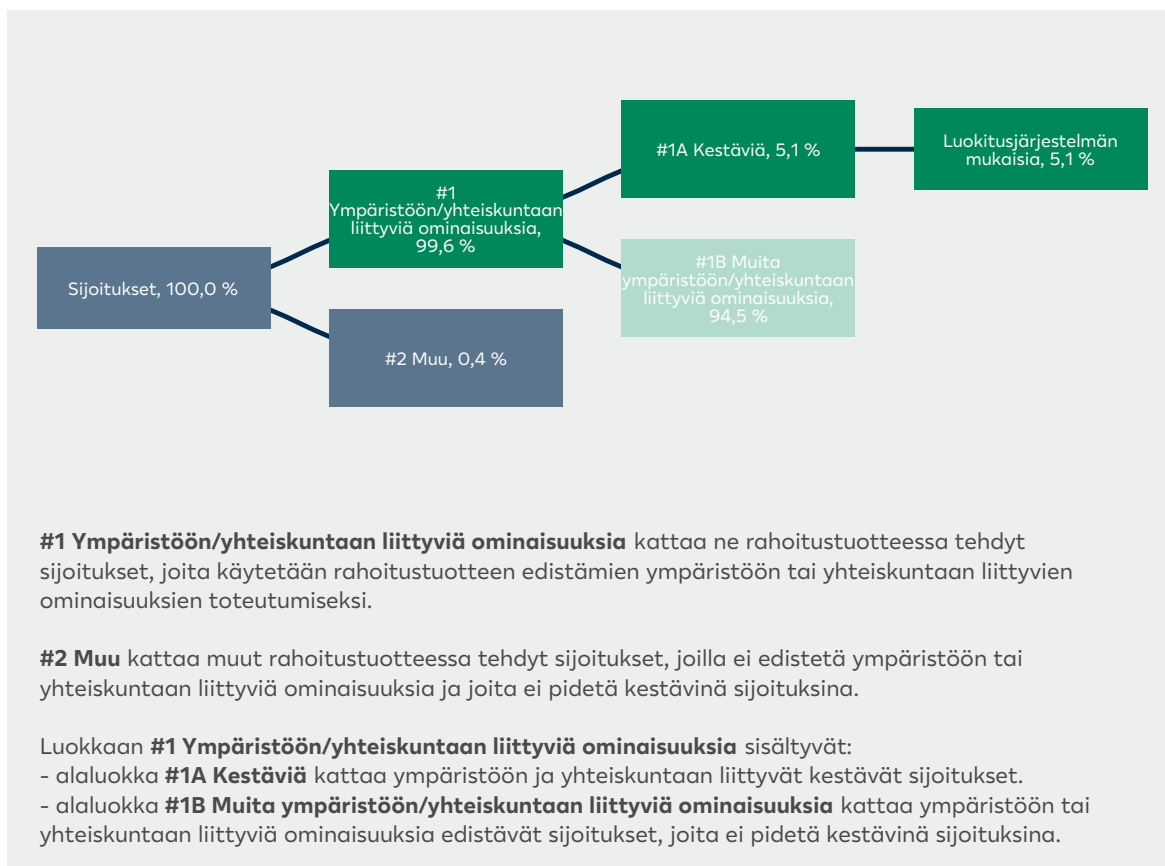 #1A Kestäviä, 5,1 %
Luokitusjärjestelmän
mukaisia, 5,1 %
#1
Ympäristöön/yhteiskuntaan
liittyviä ominaisuuksia,
99,6 %
#1B Muita
ympäristöön/yhteiskuntaan
liittyviä ominaisuuksia,
94,5 %
Sijoitukset, 100,0 %
#2 Muu, 0,4 %
#1 Ympäristöön/yhteiskuntaan liittyviä ominaisuuksia kattaa ne rahoitustuotteessa tehdyt
sijoitukset, joita käytetään rahoitustuotteen edistämien ympäristöön tai yhteiskuntaan liittyvien
ominaisuuksien toteutumiseksi.
#2 Muu kattaa muut rahoitustuotteessa tehdyt sijoitukset, joilla ei edistetä ympäristöön tai
yhteiskuntaan liittyviä ominaisuuksia ja joita ei pidetä kestävinä sijoituksina.
Luokkaan #1 Ympäristöön/yhteiskuntaan liittyviä ominaisuuksia sisältyvät:
- alaluokka #1A Kestäviä kattaa ympäristöön ja yhteiskuntaan liittyvät kestävät sijoitukset.
- alaluokka #1B Muita ympäristöön/yhteiskuntaan liittyviä ominaisuuksia kattaa ympäristöön tai
yhteiskuntaan liittyviä ominaisuuksia edistävät sijoitukset, joita ei pidetä kestävinä sijoituksina.